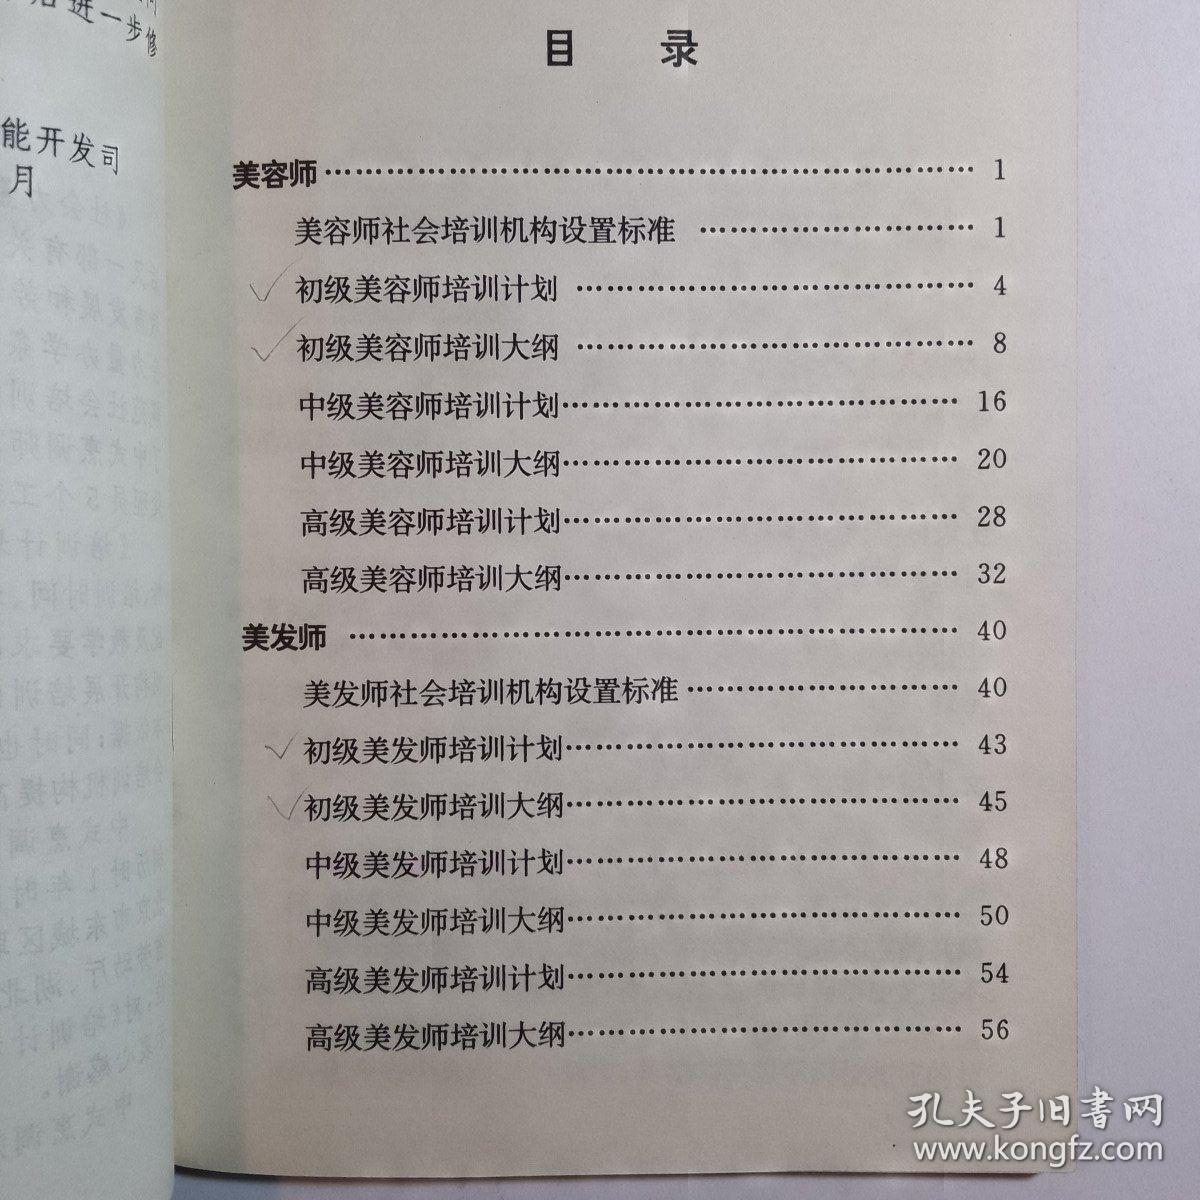 后进一步修
能开发司
月
目 录
美容师……………………………………………………… 1
美容师社会培训机构设置标准 ……………………… 1
初级美容师培训计划 ………………………………… 4
初级美容师培训大纲 ………………………………… 8
中级美容师培训计划………………………………… 16
中级美容师培训大纲………………………………… 20
高级美容师培训计划………………………………… 28
高级美容师培训大纲………………………………… 32
美发师 …………………………………………………… 40
美发师社会培训机构设置标准……………………… 40
初级美发师培训计划………………………………… 43
初级美发师培训大纲………………………………… 45
中级美发师培训计划………………………………… 48
中级美发师培训大纲………………………………… 50
高级美发师培训计划………………………………… 54
高级美发师培训大纲………………………………… 56
孔夫子旧书网
www.kongfz.com